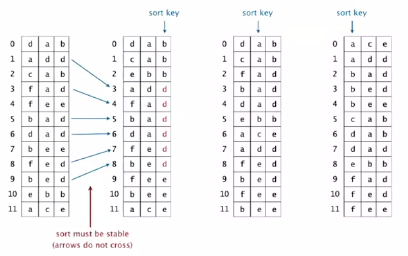 sort key sort key sort key
0 d a b 0 d a b 0 d a b 0 a c e
1 a d d 1 c a b 1 c a b 1 a d d
2 c a b 2 e b b 2 f a d 2 b a d
3 f a d 3 a d d 3 b a d 3 b e d
4 f e e 4 f a d 4 d a d 4 b e e
5 b a d 5 b a d 5 e b b 5 c a b
6 d a d 6 d a d 6 a c e 6 d a b
7 b e e 7 f e d 7 a d d 7 d a d
8 f e d 8 b e d 8 f e d 8 e b b
9 b e d 9 f e e 9 b e d 9 f a d
10 e b b 10 b e e 10 f e e 10 f e d
11 a c e 11 a c e 11 b e e 11 f e e
sort must be stable
(arrows do not cross)